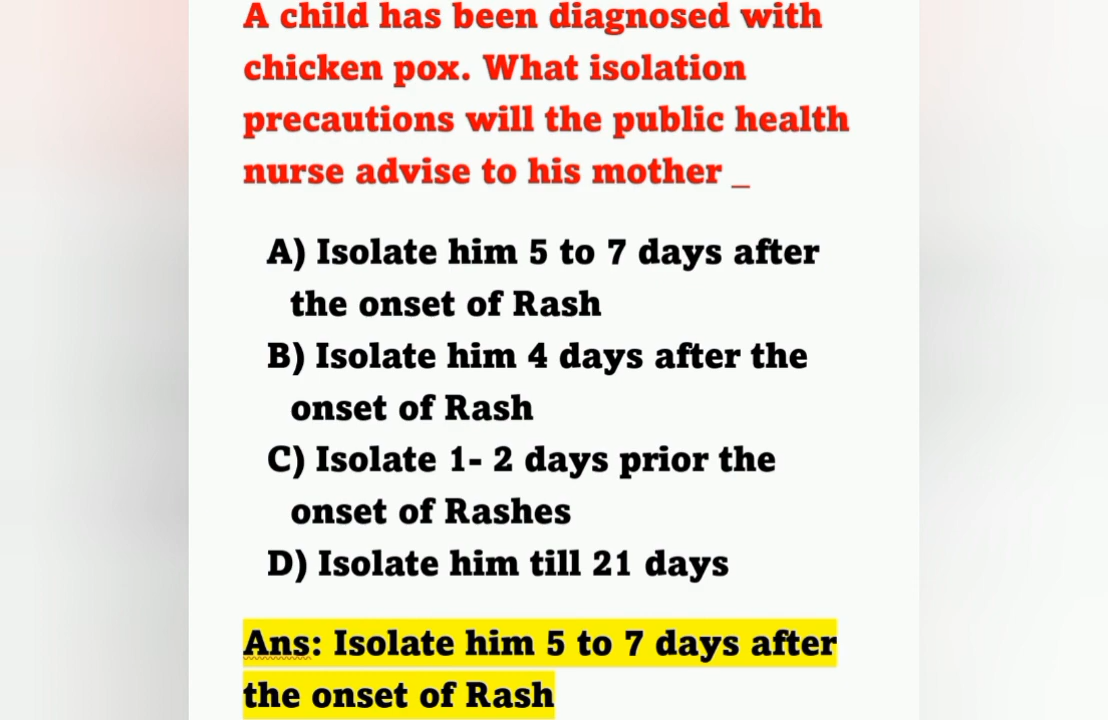 A child has been diagnosed with
chicken pox. What isolation
precautions will the public health
nurse advise to his mother _
A) Isolate him 5 to 7 days after
the onset of Rash
B) Isolate him 4 days after the
onset of Rash
C) Isolate 1- 2 days prior the
onset of Rashes
D) Isolate him till 21 days
Ans: Isolate him 5 to 7 days after
the onset of Rash